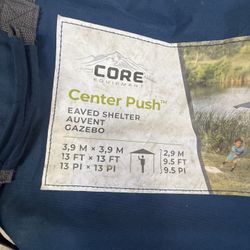 CORE
EQUIPMENT
Center Push™
EAVED SHELTER
AUVENT
GAZEBO
3,9 M × 3,9 M
13 FT × 13 FT
13 PI × 13 PI
2,9 M
9.5 FT
9.5 PI